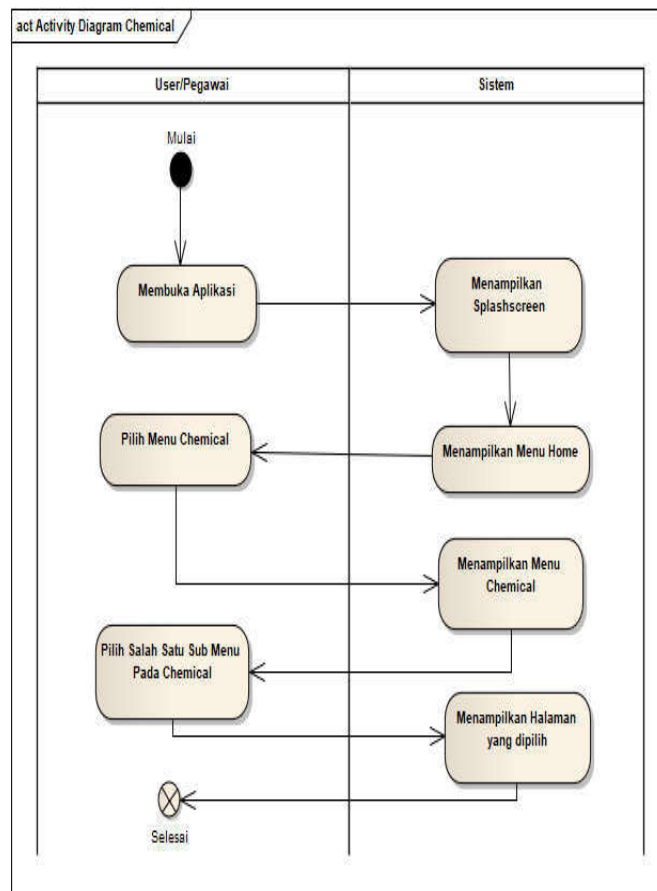 act Activity Diagram Chemical
User/Pegawai
Sistem
Mulai
Membuka Aplikasi
Menampilkan
Splashscreen
Menampilkan Menu Home
Pilih Menu Chemical
Menampilkan Menu
Chemical
Pilih Salah Satu Sub Menu
Pada Chemical
Menampilkan Halaman
yang dipilih
Selesai